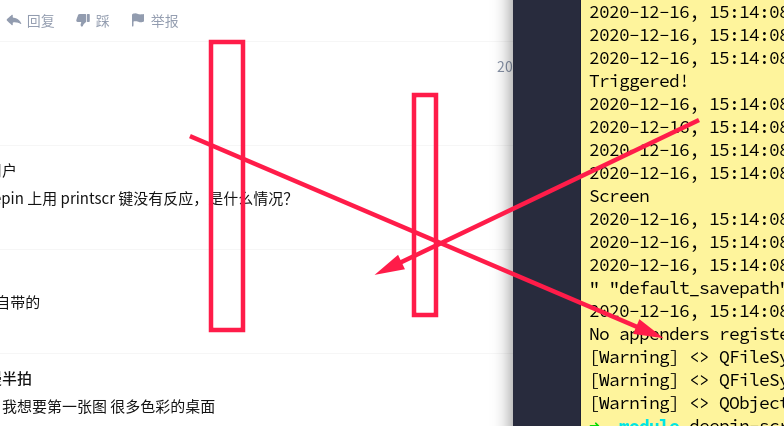 回复 踩 举报
20
户
epin 上用 printscr 键没有反应，是什么情况?
自带的
半拍
我想要第一张图 很多色彩的桌面
2020-12-16, 15:14:08
2020-12-16, 15:14:08
2020-12-16, 15:14:08
Triggered!
2020-12-16, 15:14:08
2020-12-16, 15:14:08
2020-12-16, 15:14:08
2020-12-16, 15:14:08
Screen
2020-12-16, 15:14:08
2020-12-16, 15:14:08
2020-12-16, 15:14:08
" "default_savepath"
2020-12-16, 15:14:08
No appenders registe
[Warning] <> QFileSy
[Warning] <> QFileSy
[Warning] <> QObject
➜ module deepin-sc